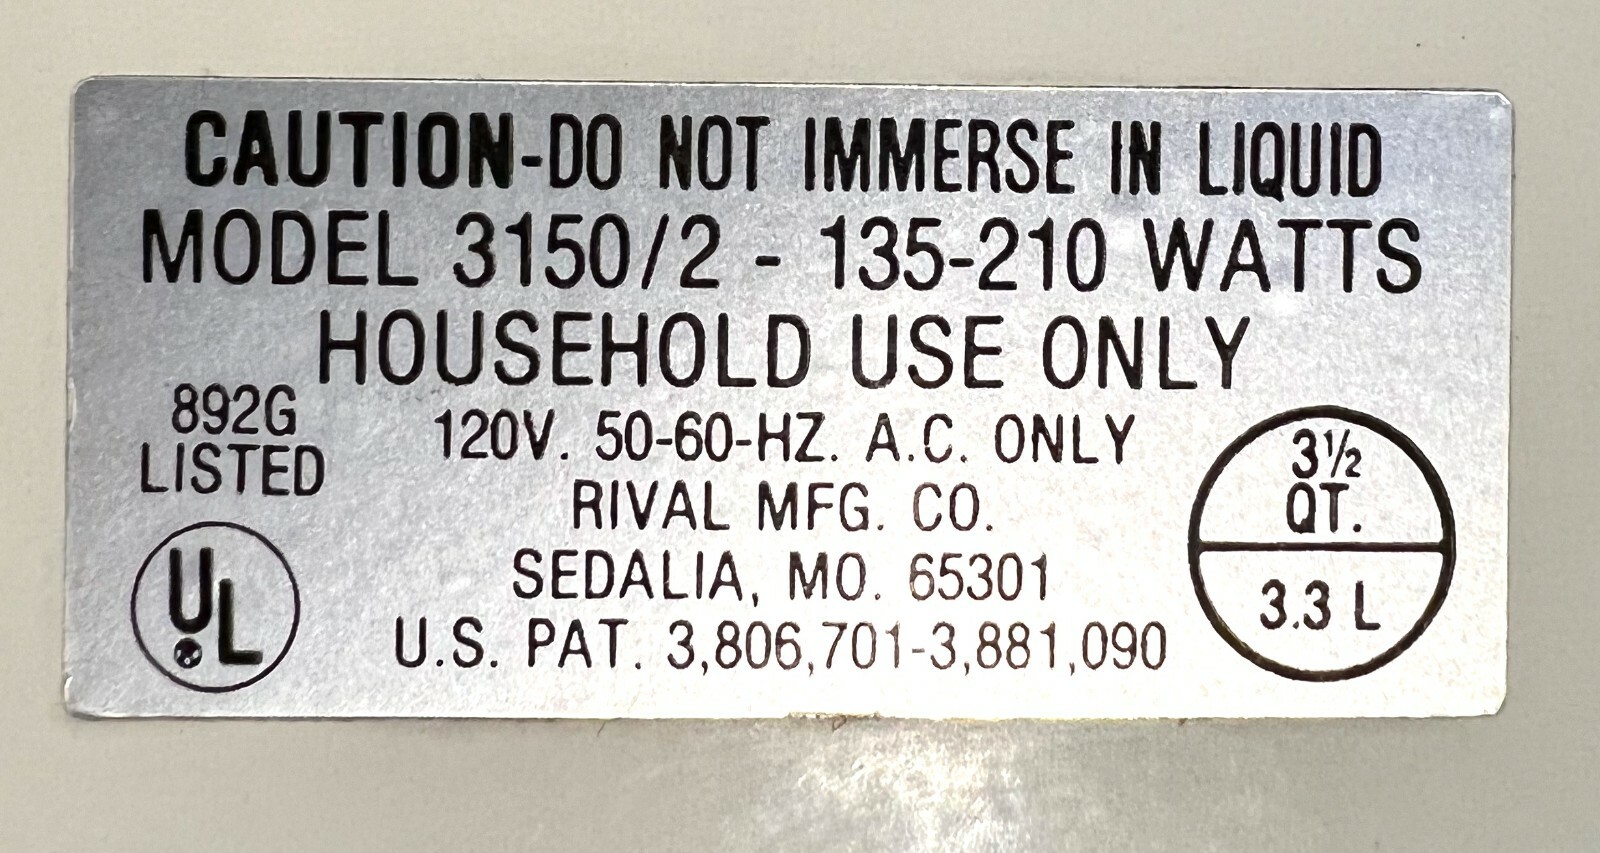 CAUTION-DO NOT IMMERSE IN LIQUID
MODEL 3150/2 - 135-210 WATTS
HOUSEHOLD USE ONLY
892G
LISTED
UL
120V. 50-60-HZ. A.C. ONLY
RIVAL MFG. CO.
SEDALIA, MO. 65301
U.S. PAT. 3,806,701-3,881,090
3½
QT.
3.3 L